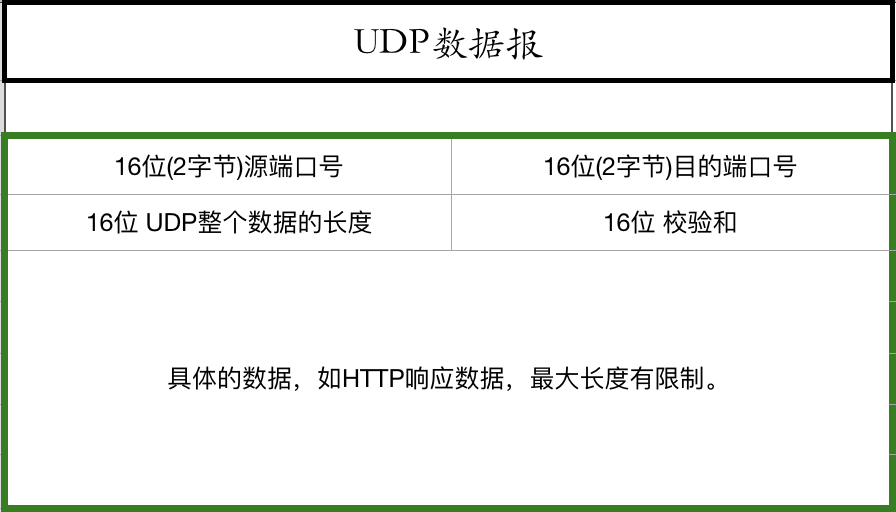 UDP数据报
16位(2字节)源端口号
16位(2字节)目的端口号
16位 UDP整个数据的长度
16位 校验和
具体的数据，如HTTP响应数据，最大长度有限制。